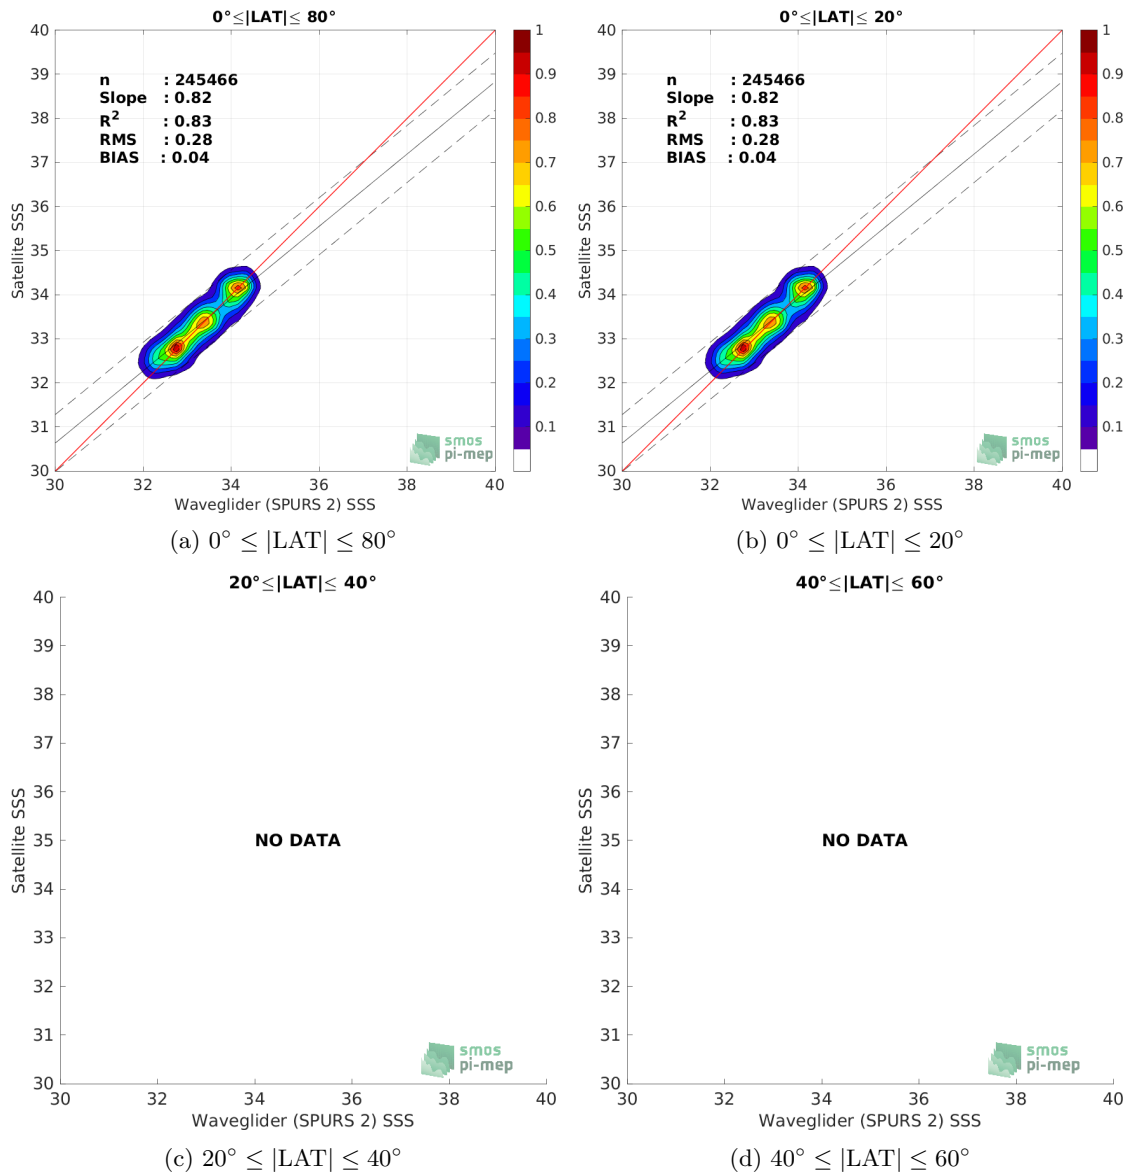 0°≤|LAT|≤ 80°
40
39
38
37
36
35
34
33
32
31
30
Satellite SSS
n : 245466
Slope : 0.82
R² : 0.83
RMS : 0.28
BIAS : 0.04
1
0.9
0.8
0.7
0.6
0.5
0.4
0.3
0.2
0.1
smos
pi-mep
30 32 34 36 38 40
Waveglider (SPURS 2) SSS
(a) 0° ≤ |LAT| ≤ 80°
0°≤|LAT|≤ 20°
40
39
38
37
36
35
34
33
32
31
30
Satellite SSS
n : 245466
Slope : 0.82
R² : 0.83
RMS : 0.28
BIAS : 0.04
1
0.9
0.8
0.7
0.6
0.5
0.4
0.3
0.2
0.1
smos
pi-mep
30 32 34 36 38 40
Waveglider (SPURS 2) SSS
(b) 0° ≤ |LAT| ≤ 20°
20°≤|LAT|≤ 40°
40
39
38
37
36
35
34
33
32
31
30
Satellite SSS
NO DATA
smos
pi-mep
30 32 34 36 38 40
Waveglider (SPURS 2) SSS
(c) 20° ≤ |LAT| ≤ 40°
40°≤|LAT|≤ 60°
40
39
38
37
36
35
34
33
32
31
30
Satellite SSS
NO DATA
smos
pi-mep
30 32 34 36 38 40
Waveglider (SPURS 2) SSS
(d) 40° ≤ |LAT| ≤ 60°